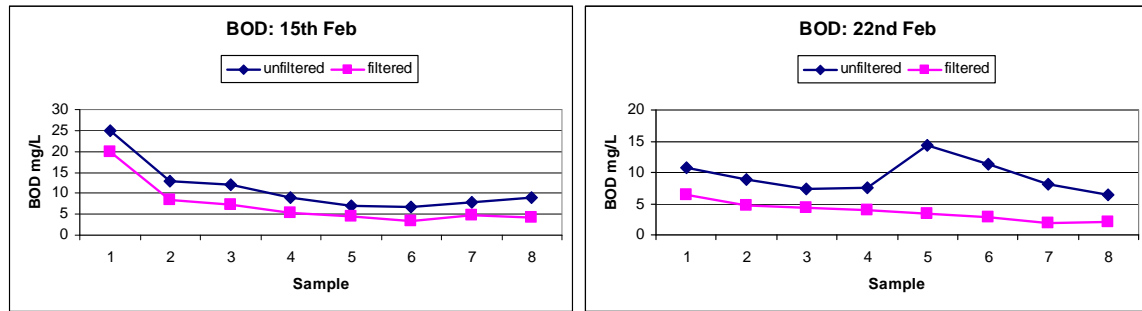 BOD: 15th Feb
unfiltered filtered
30
25
20
15
10
5
0
BOD mg/L
1 2 3 4 5 6 7 8
Sample
BOD: 22nd Feb
unfiltered filtered
20
15
10
5
0
BOD mg/L
1 2 3 4 5 6 7 8
Sample